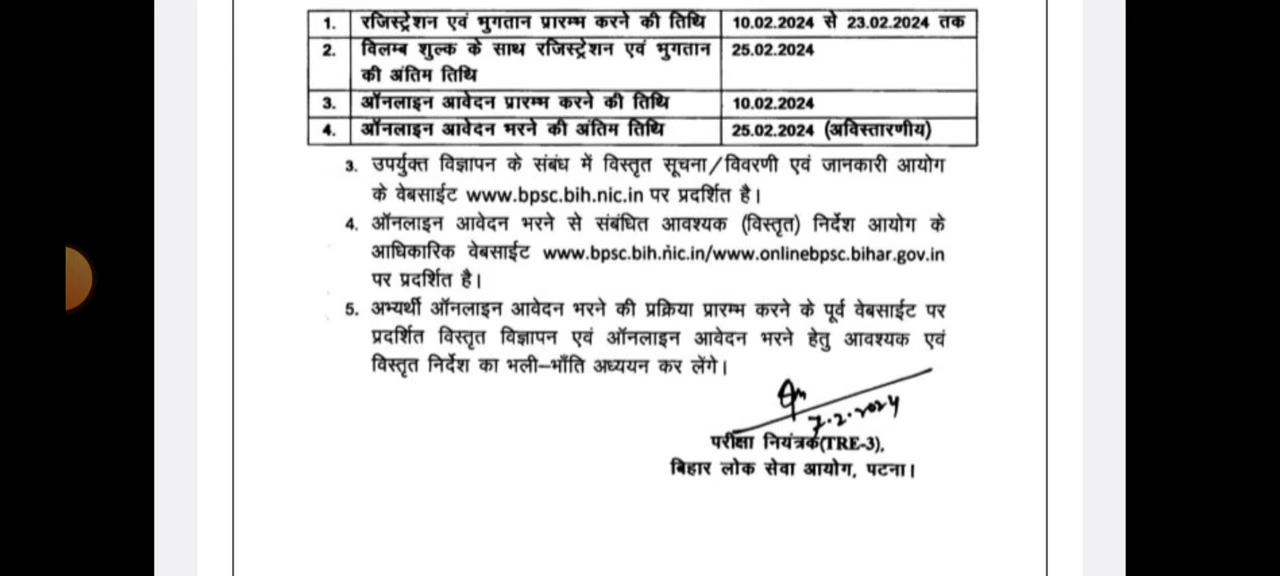 1. रजिस्ट्रेशन एवं भुगतान प्रारम्भ करने की तिथि 10.02.2024 से 23.02.2024 तक
2. विलम्ब शुल्क के साथ रजिस्ट्रेशन एवं भुगतान 25.02.2024
की अंतिम तिथि
3. ऑनलाइन आवेदन प्रारम्भ करने की तिथि 10.02.2024
4. ऑनलाइन आवेदन भरने की अंतिम तिथि 25.02.2024 (अविस्तारणीय)
3. उपर्युक्त विज्ञापन के संबंध में विस्तृत सूचना/विवरणी एवं जानकारी आयोग
के वेबसाईट www.bpsc.bih.nic.in पर प्रदर्शित है।
4. ऑनलाइन आवेदन भरने से संबंधित आवश्यक (विस्तृत) निर्देश आयोग के
आधिकारिक वेबसाईट www.bpsc.bih.nic.in/www.onlinebpsc.bihar.gov.in
पर प्रदर्शित है।
5. अभ्यर्थी ऑनलाइन आवेदन भरने की प्रक्रिया प्रारम्भ करने के पूर्व वेबसाईट पर
प्रदर्शित विस्तृत विज्ञापन एवं ऑनलाइन आवेदन भरने हेतु आवश्यक एवं
विस्तृत निर्देश का भली–भाँति अध्ययन कर लेंगे।
7.2.2024
परीक्षा नियंत्रक(TRE-3),
बिहार लोक सेवा आयोग, पटना।